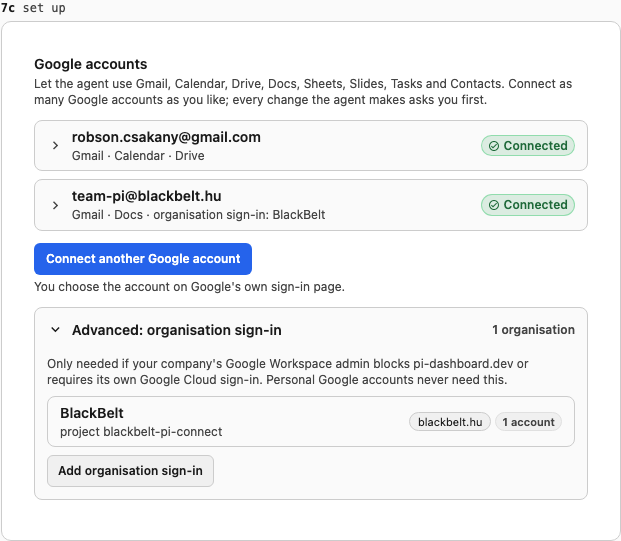 7c set up
Google accounts
Let the agent use Gmail, Calendar, Drive, Docs, Sheets, Slides, Tasks and Contacts. Connect as
many Google accounts as you like; every change the agent makes asks you first.
robson.csakany@gmail.com
Gmail · Calendar · Drive
Connected
team-pi@blackbelt.hu
Gmail · Docs · organisation sign-in: BlackBelt
Connected
Connect another Google account
You choose the account on Google's own sign-in page.
Advanced: organisation sign-in
1 organisation
Only needed if your company's Google Workspace admin blocks pi-dashboard.dev or
requires its own Google Cloud sign-in. Personal Google accounts never need this.
BlackBelt
project blackbelt-pi-connect
blackbelt.hu
1 account
Add organisation sign-in